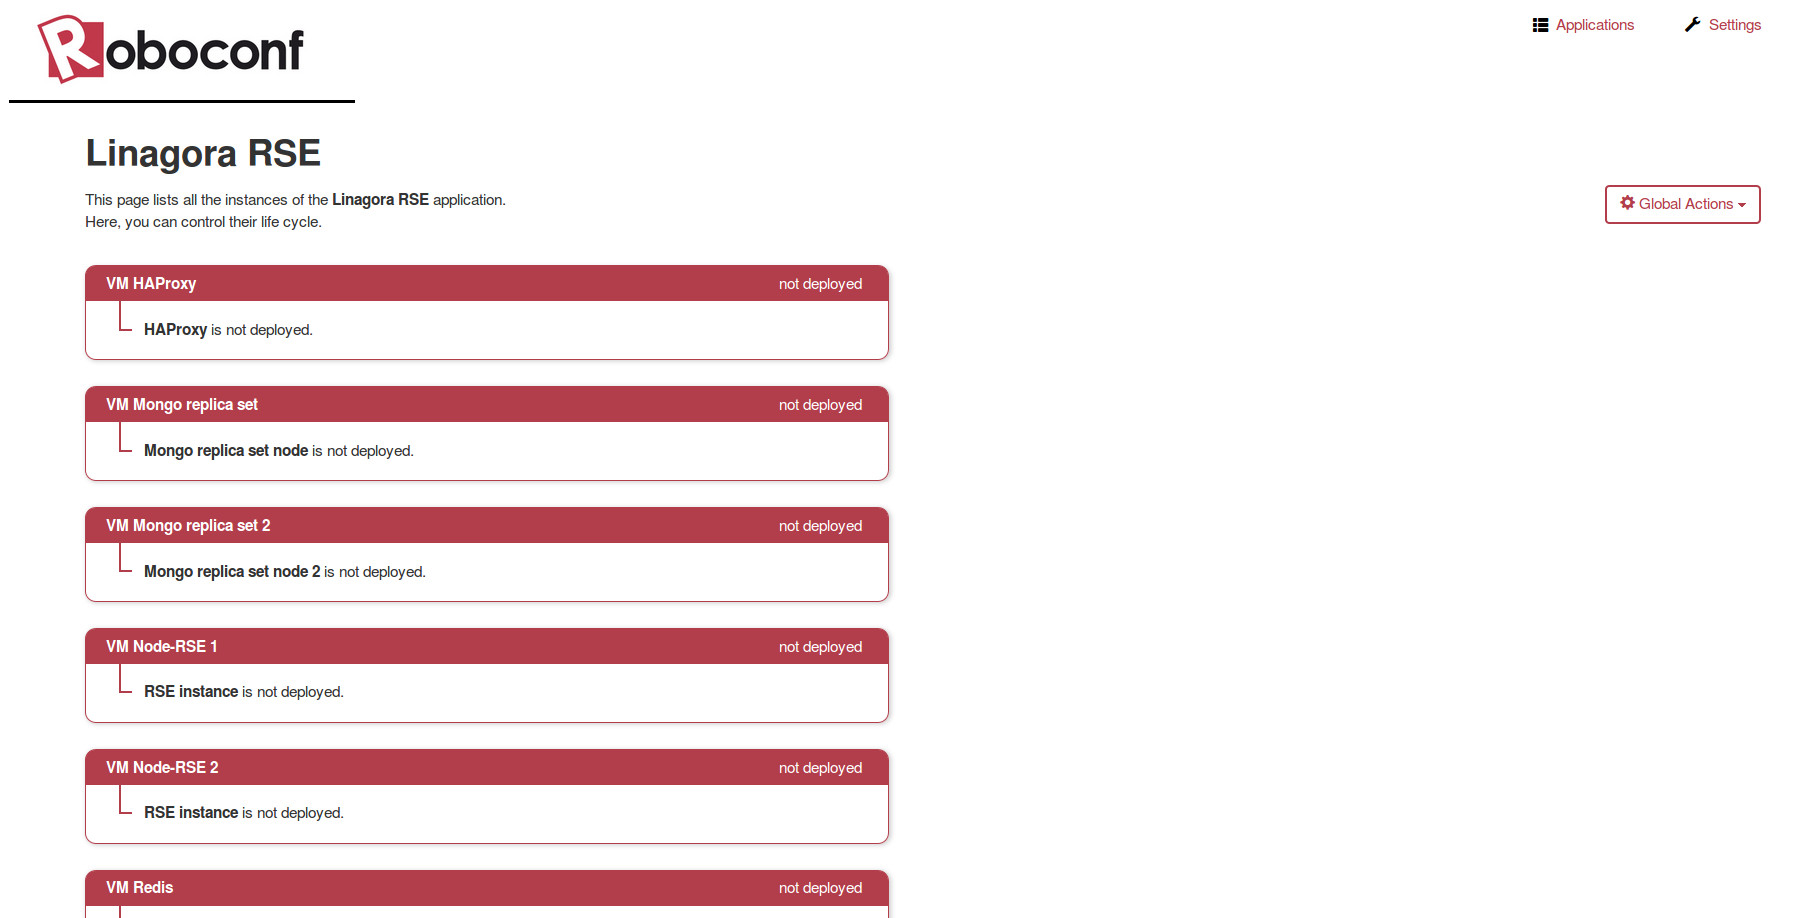 Roboconf
Applications
Settings
Linagora RSE
This page lists all the instances of the Linagora RSE application.
Here, you can control their life cycle.
Global Actions
VM HAProxy not deployed
HAProxy is not deployed.
VM Mongo replica set not deployed
Mongo replica set node is not deployed.
VM Mongo replica set 2 not deployed
Mongo replica set node 2 is not deployed.
VM Node-RSE 1 not deployed
RSE instance is not deployed.
VM Node-RSE 2 not deployed
RSE instance is not deployed.
VM Redis not deployed